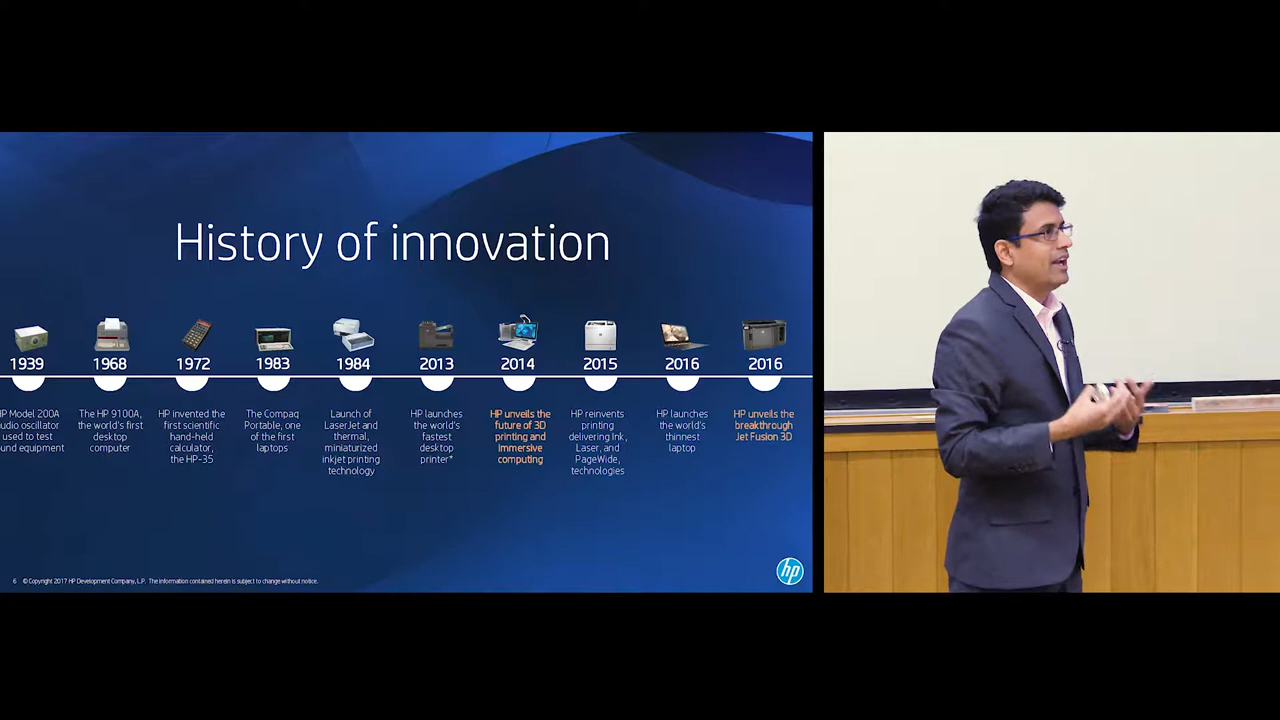 History of innovation
1939
1968
1972
1983
1984
2013
2014
2015
2016
2016
HP Model 200A
audio oscillator
used to test
sound equipment
The HP 9100A,
the world's first
desktop
computer
HP invented the
first scientific
hand-held
calculator,
the HP-35
The Compaq
Portable, one
of the first
laptops
Launch of
LaserJet and
thermal,
miniaturized
inkjet printing
technology
HP launches
the world's
fastest
desktop
printer*
HP unveils the
future of 3D
printing and
immersive
computing
HP reinvents
printing
delivering Ink,
Laser, and
PageWide,
technologies
HP launches
the world's
thinnest
laptop
HP unveils the
breakthrough
Jet Fusion 3D
6 © Copyright 2017 HP Development Company, L.P. The information contained herein is subject to change without notice.
hp